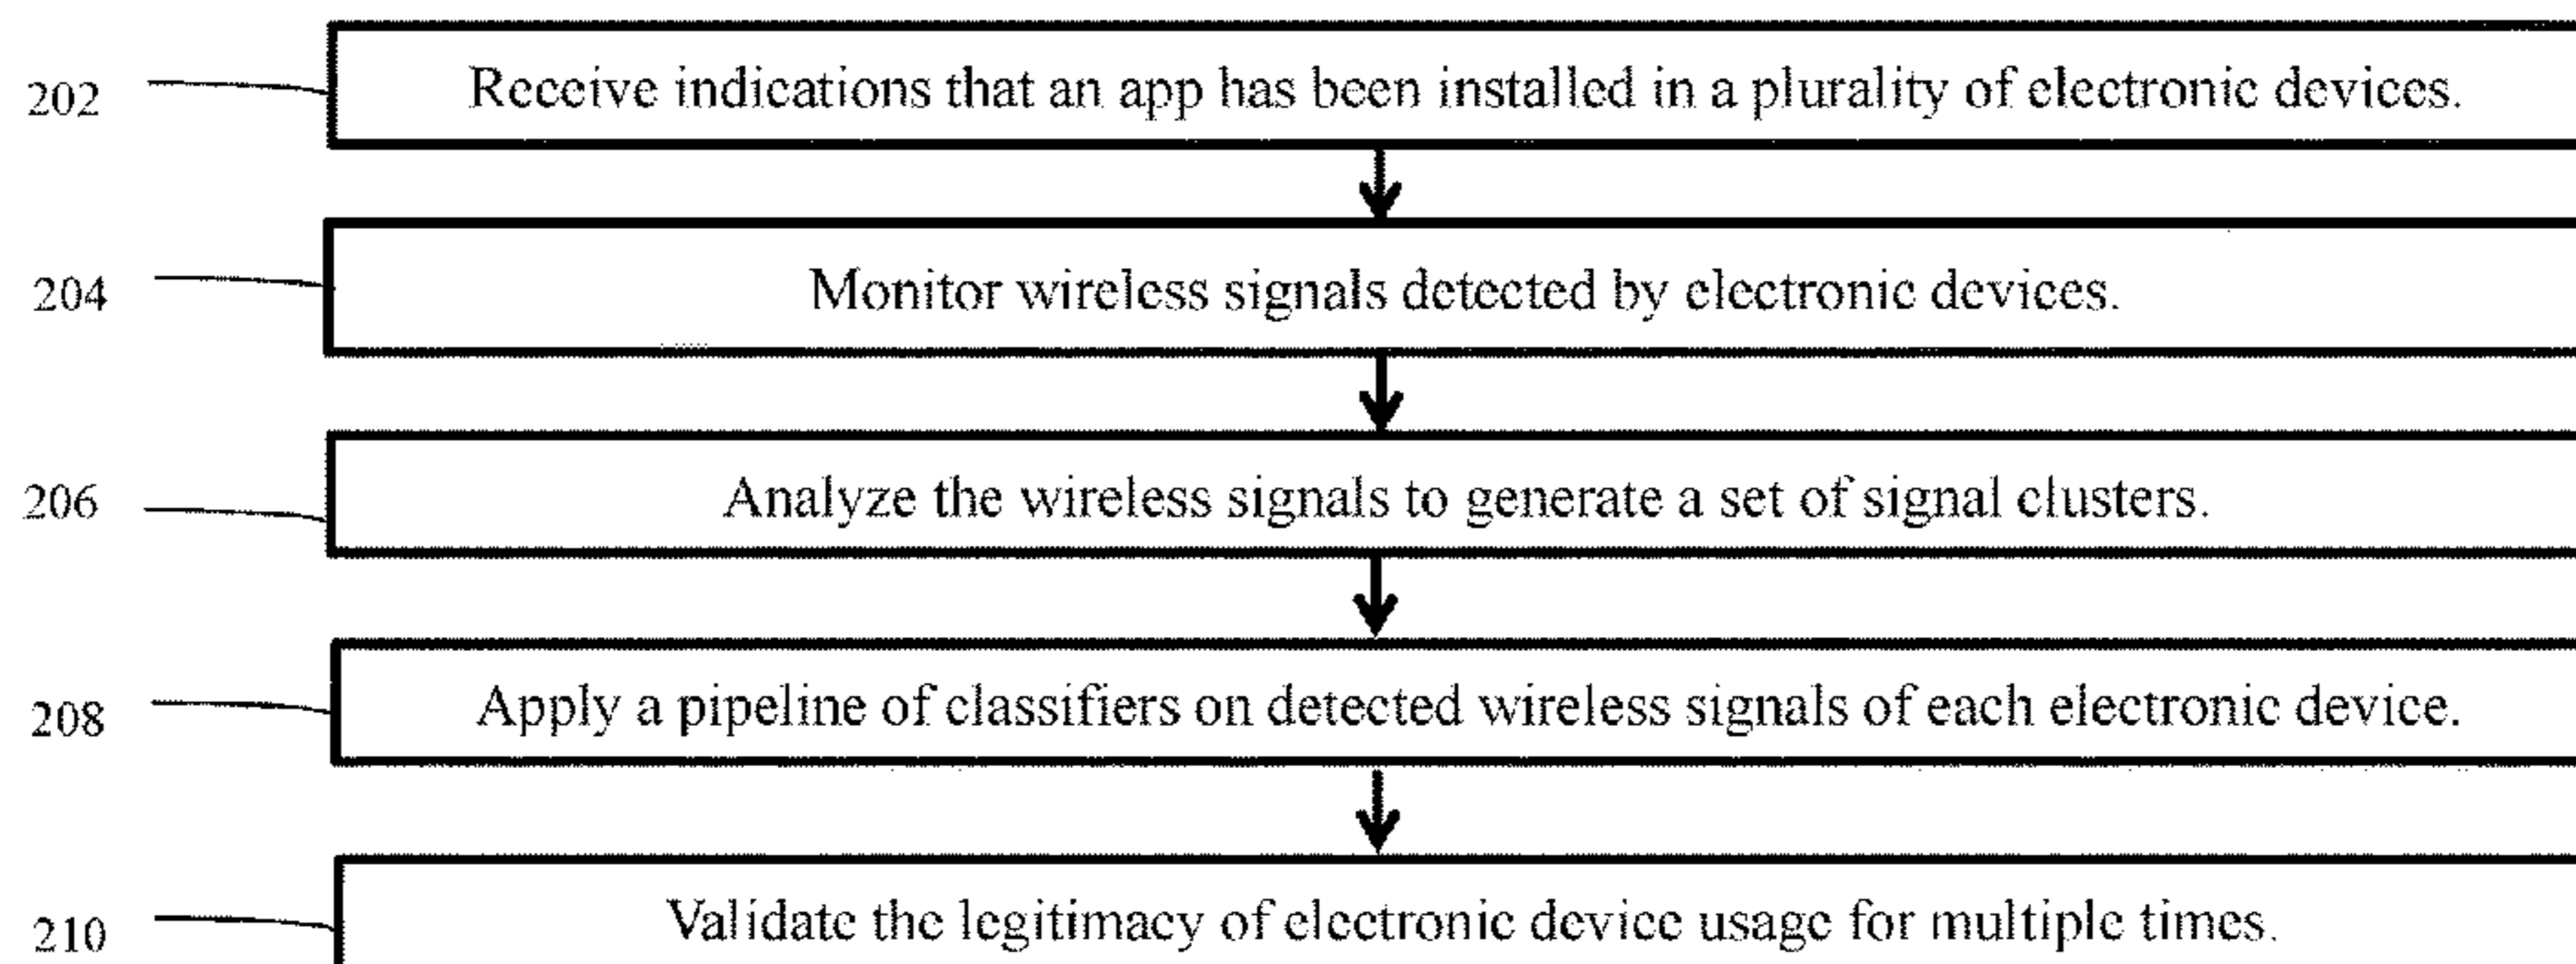 202 Receive indications that an app has been installed in a plurality of electronic devices.
204 Monitor wireless signals detected by electronic devices.
206 Analyze the wireless signals to generate a set of signal clusters.
208 Apply a pipeline of classifiers on detected wireless signals of each electronic device.
210 Validate the legitimacy of electronic device usage for multiple times.